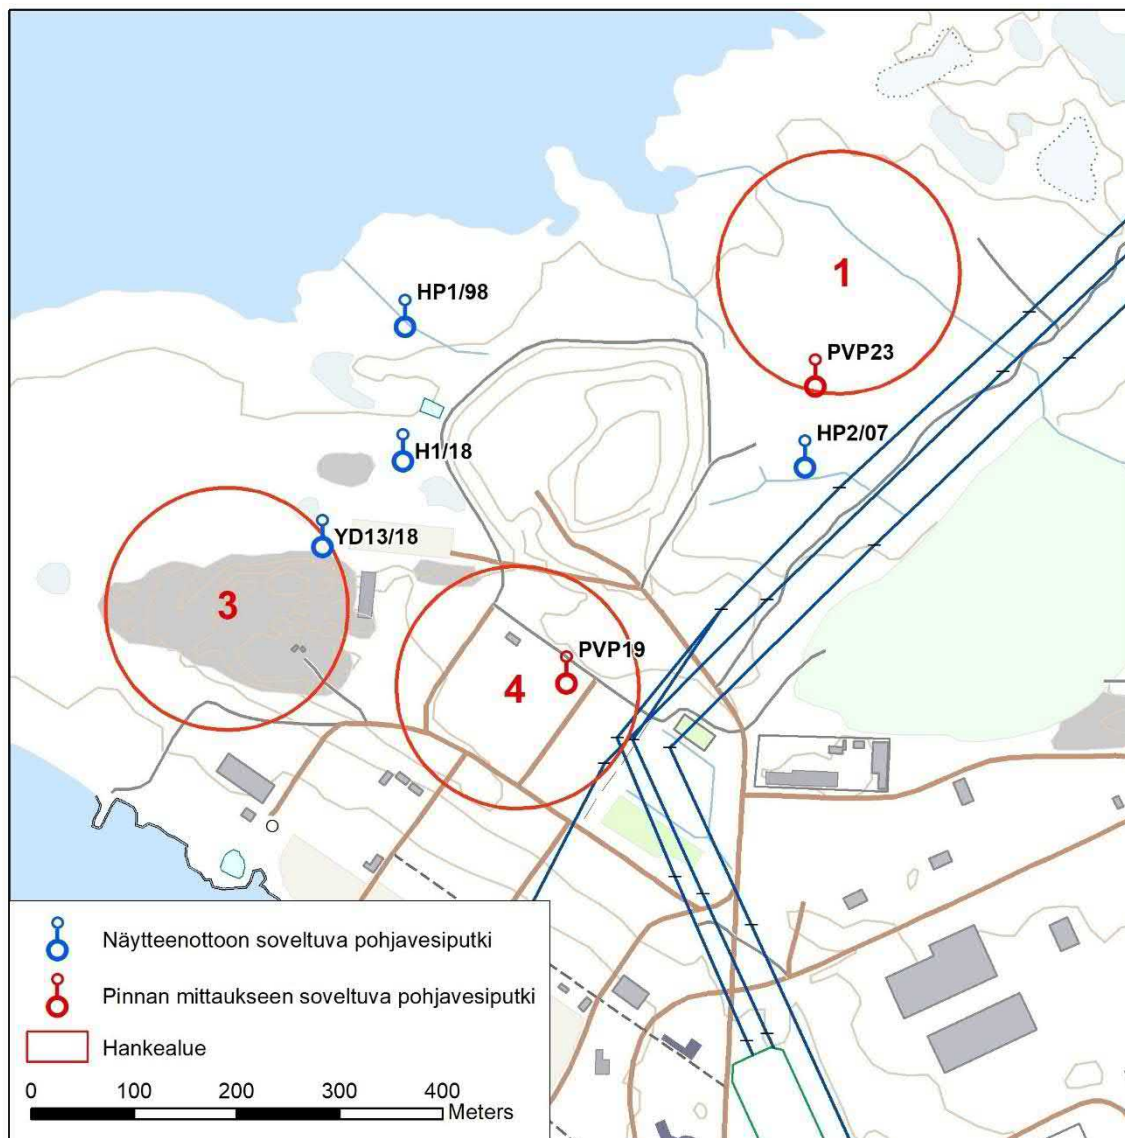 1
HP1/98
PVP23
HP2/07
H1/18
YD13/18
3
PVP19
4
Näytteenottoon soveltuva pohjavesiputki
Pinnan mittaukseen soveltuva pohjavesiputki
Hankealue
0 100 200 300 400
Meters